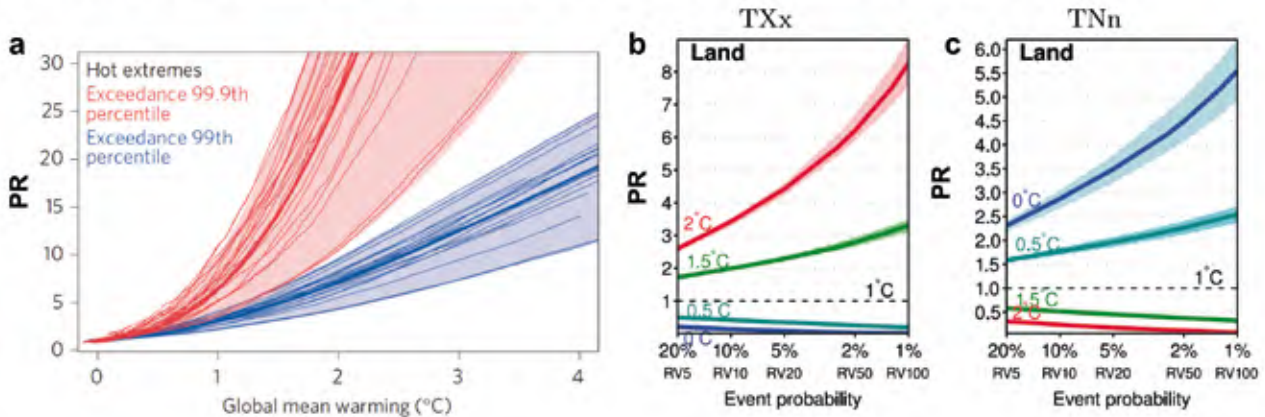 a
30
25
20
15
10
5
0
PR
Hot extremes
Exceedance 99.9th
percentile
Exceedance 99th
percentile
0 1 2 3 4
Global mean warming (°C)
TXx
b
Land
8
7
6
5
4
3
2
1
PR
2°C
1.5°C
1°C
0.5°C
0°C
20% 10% 5% 2% 1%
RV5 RV10 RV20 RV50 RV100
Event probability
TNn
c
Land
6.0
5.5
5.0
4.5
4.0
3.5
3.0
2.5
2.0
1.5
1.0
0.5
PR
0°C
0.5°C
1°C
1.5°C
2°C
20% 10% 5% 2% 1%
RV5 RV10 RV20 RV50 RV100
Event probability